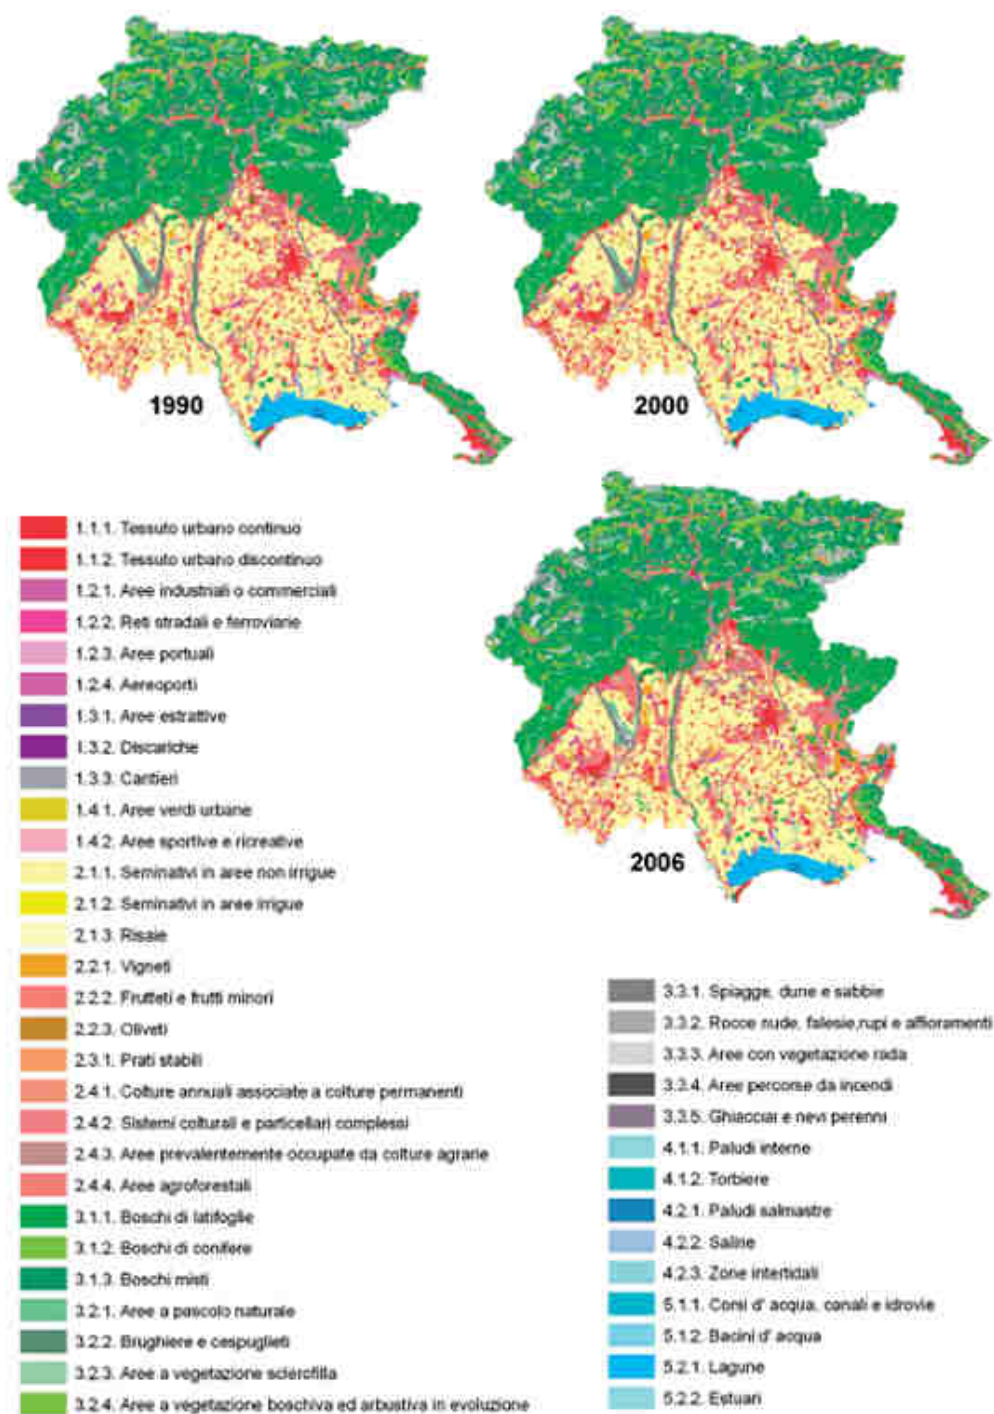 1990
2000
2006
1.1.1. Tessuto urbano continuo
1.1.2. Tessuto urbano discontinuo
1.2.1. Aree industriali o commerciali
1.2.2. Reti stradali e ferroviarie
1.2.3. Aree portuali
1.2.4. Aereoporti
1.3.1. Aree estrattive
1.3.2. Discariche
1.3.3. Cantieri
1.4.1. Aree verdi urbane
1.4.2. Aree sportive e ricreative
2.1.1. Seminativi in aree non irrigue
2.1.2. Seminativi in aree irrigue
2.1.3. Risaie
2.2.1. Vigneti
2.2.2. Frutteti e frutti minori
2.2.3. Oliveti
2.3.1. Prati stabili
2.4.1. Colture annuali associate a colture permanenti
2.4.2. Sistemi colturali e particellari complessi
2.4.3. Aree prevalentemente occupate da colture agrarie
2.4.4. Aree agroforestali
3.1.1. Boschi di latifoglie
3.1.2. Boschi di conifere
3.1.3. Boschi misti
3.2.1. Aree a pascolo naturale
3.2.2. Brughiere e cespuglieti
3.2.3. Aree a vegetazione sclerofilla
3.2.4. Aree a vegetazione boschiva ed arbustiva in evoluzione
3.3.1. Spiagge, dune e sabbie
3.3.2. Rocce nude, falesie,rupi e affioramenti
3.3.3. Aree con vegetazione rada
3.3.4. Aree percorse da incendi
3.3.5. Ghiacciai e nevi perenni
4.1.1. Paludi interne
4.1.2. Torbiere
4.2.1. Paludi salmastre
4.2.2. Saline
4.2.3. Zone intertidali
5.1.1. Corsi d' acqua, canali e idrovie
5.1.2. Bacini d' acqua
5.2.1. Lagune
5.2.2. Estuari